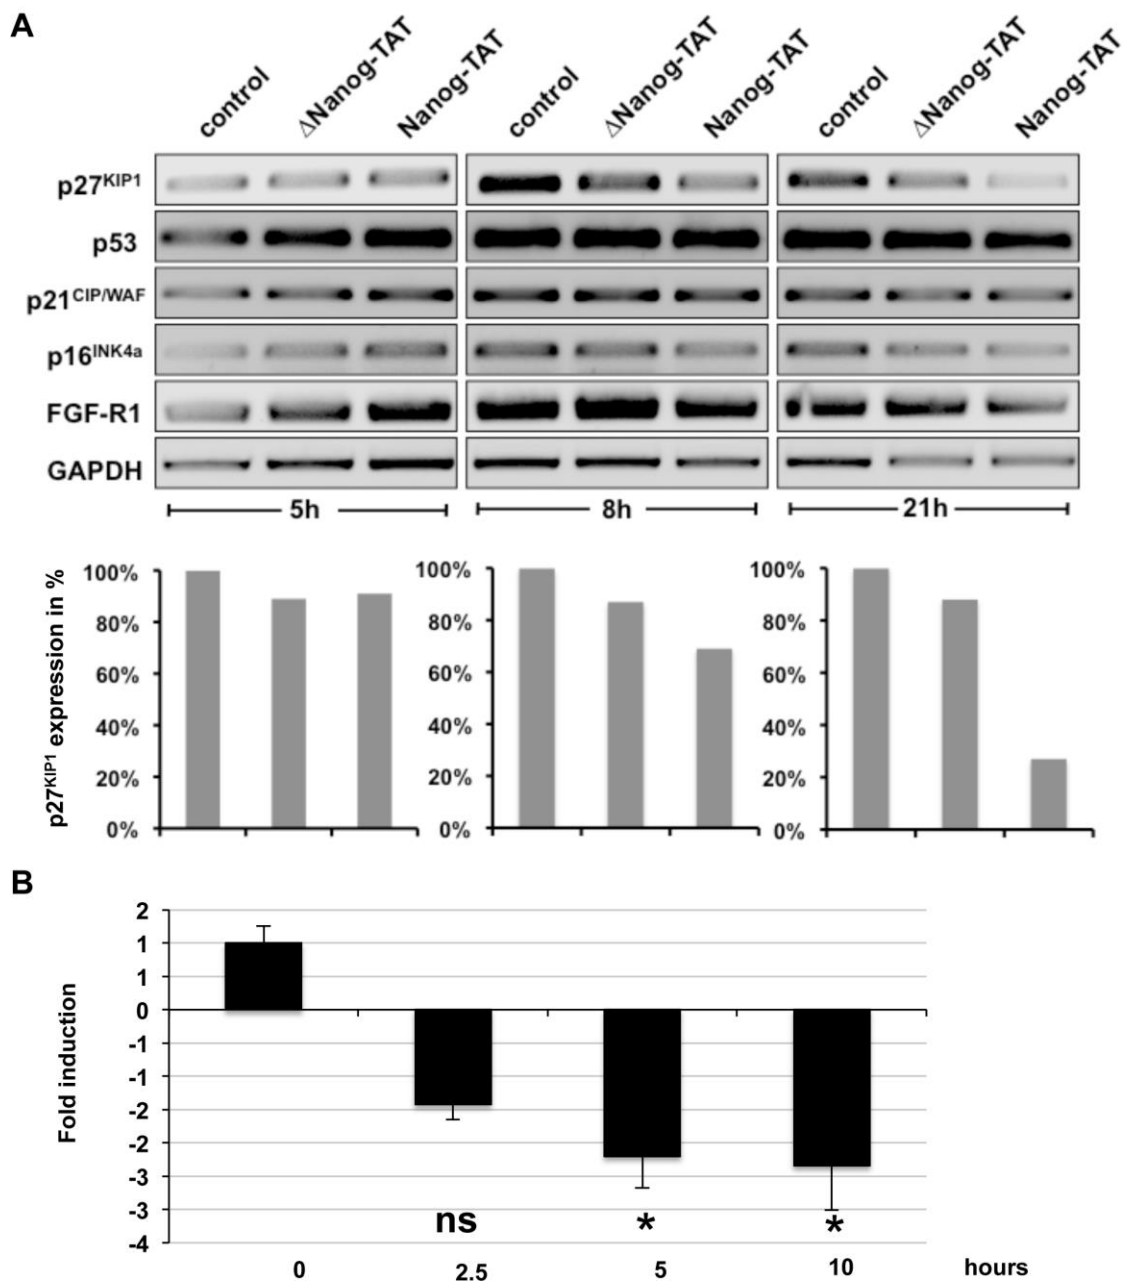 A
control ΔNanog-TAT Nanog-TAT control ΔNanog-TAT Nanog-TAT control ΔNanog-TAT Nanog-TAT
p27KIP1
p53
p21CIP/WAF
p16INK4a
FGF-R1
GAPDH
5h 8h 21h
p27KIP1 expression in %
100% 100% 100%
80% 80% 80%
60% 60% 60%
40% 40% 40%
20% 20% 20%
0% 0% 0%
B
Fold induction
2
1
1
0
-1
-1
-2
-2
-3
-3
-4
ns * *
0 2.5 5 10 hours